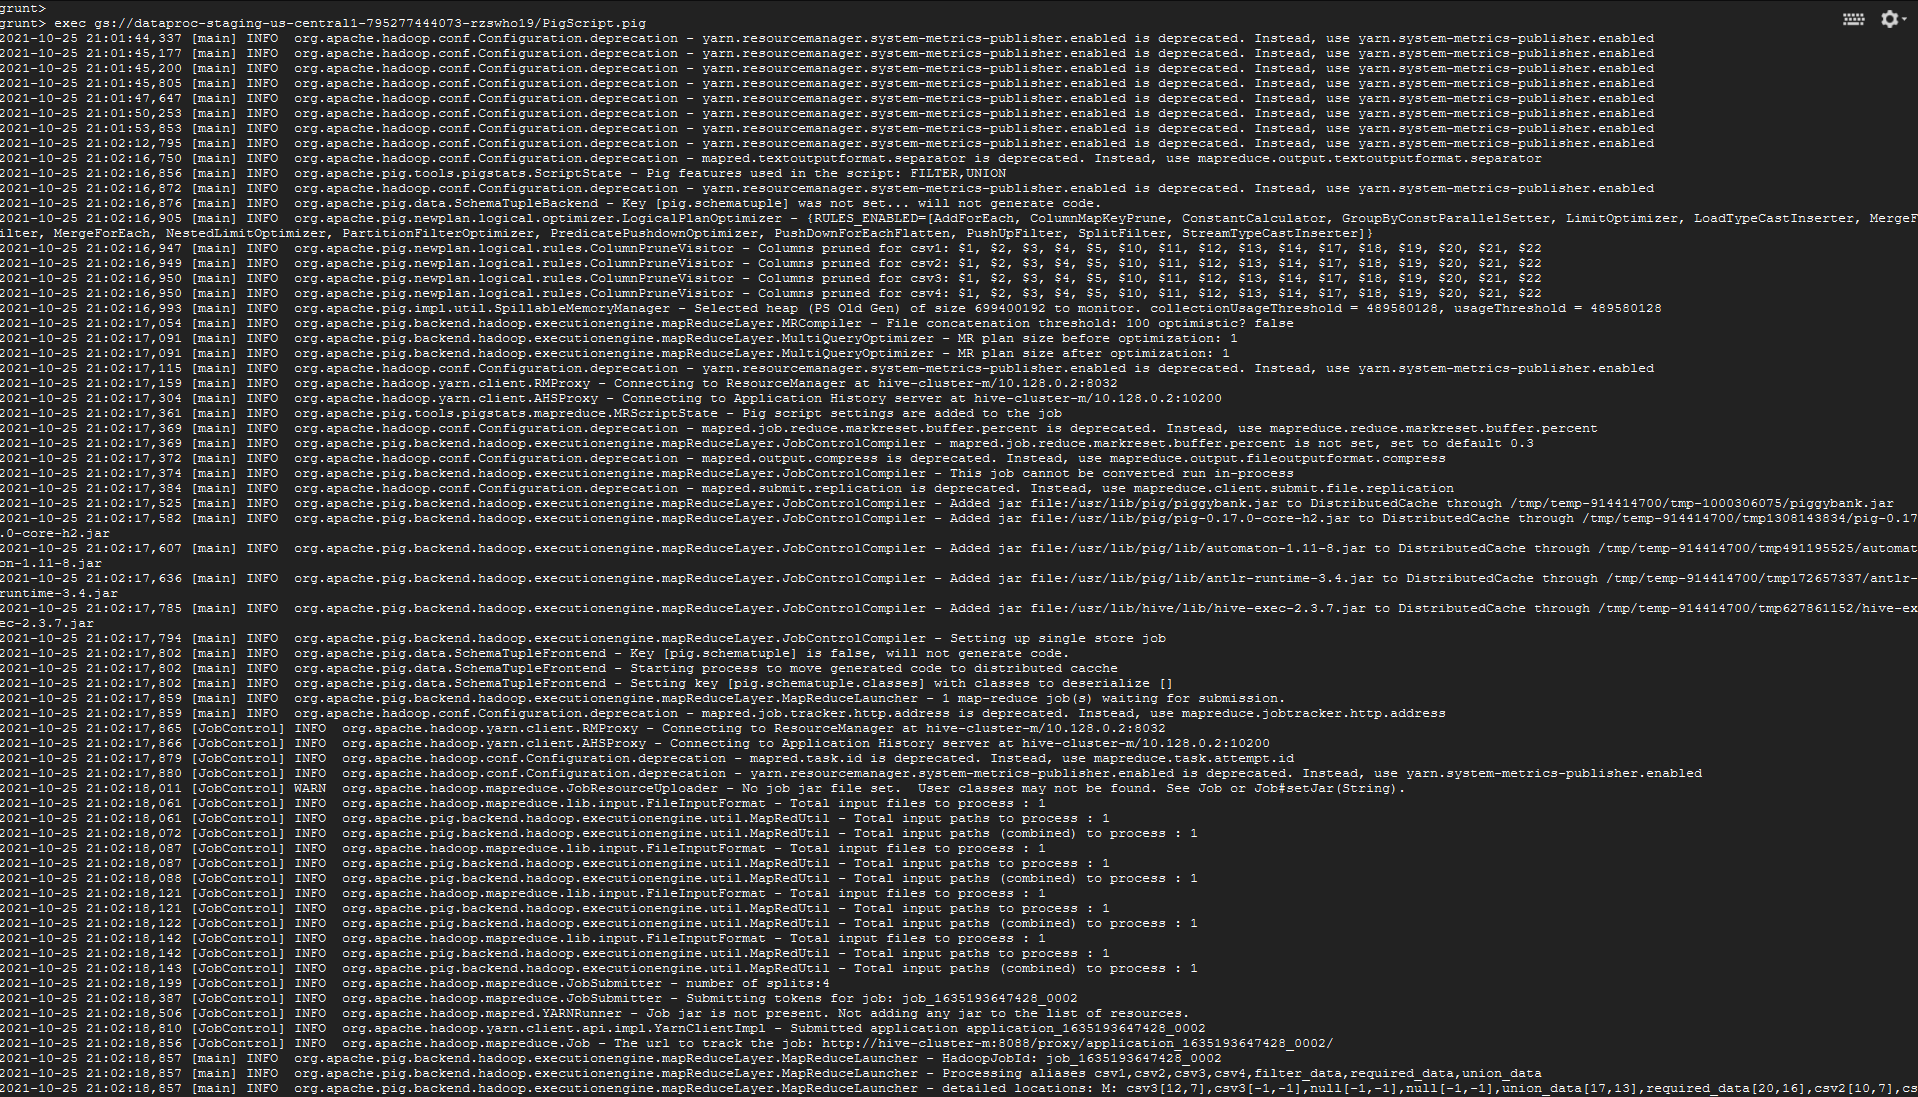 grunt>
grunt> exec gs://dataproc-staging-us-central1-795277444073-rzswho19/PigScript.pig
2021-10-25 21:01:44,337 [main] INFO  org.apache.hadoop.conf.Configuration.deprecation - yarn.resourcemanager.system-metrics-publisher.enabled is deprecated. Instead, use yarn.system-metrics-publisher.enabled
2021-10-25 21:01:45,177 [main] INFO  org.apache.hadoop.conf.Configuration.deprecation - yarn.resourcemanager.system-metrics-publisher.enabled is deprecated. Instead, use yarn.system-metrics-publisher.enabled
2021-10-25 21:01:45,200 [main] INFO  org.apache.hadoop.conf.Configuration.deprecation - yarn.resourcemanager.system-metrics-publisher.enabled is deprecated. Instead, use yarn.system-metrics-publisher.enabled
2021-10-25 21:01:45,805 [main] INFO  org.apache.hadoop.conf.Configuration.deprecation - yarn.resourcemanager.system-metrics-publisher.enabled is deprecated. Instead, use yarn.system-metrics-publisher.enabled
2021-10-25 21:01:47,647 [main] INFO  org.apache.hadoop.conf.Configuration.deprecation - yarn.resourcemanager.system-metrics-publisher.enabled is deprecated. Instead, use yarn.system-metrics-publisher.enabled
2021-10-25 21:01:50,253 [main] INFO  org.apache.hadoop.conf.Configuration.deprecation - yarn.resourcemanager.system-metrics-publisher.enabled is deprecated. Instead, use yarn.system-metrics-publisher.enabled
2021-10-25 21:01:53,853 [main] INFO  org.apache.hadoop.conf.Configuration.deprecation - yarn.resourcemanager.system-metrics-publisher.enabled is deprecated. Instead, use yarn.system-metrics-publisher.enabled
2021-10-25 21:02:12,795 [main] INFO  org.apache.hadoop.conf.Configuration.deprecation - yarn.resourcemanager.system-metrics-publisher.enabled is deprecated. Instead, use yarn.system-metrics-publisher.enabled
2021-10-25 21:02:16,750 [main] INFO  org.apache.hadoop.conf.Configuration.deprecation - mapred.textoutputformat.separator is deprecated. Instead, use mapreduce.output.textoutputformat.separator
2021-10-25 21:02:16,856 [main] INFO  org.apache.pig.tools.pigstats.ScriptState - Pig features used in the script: FILTER,UNION
2021-10-25 21:02:16,872 [main] INFO  org.apache.hadoop.conf.Configuration.deprecation - yarn.resourcemanager.system-metrics-publisher.enabled is deprecated. Instead, use yarn.system-metrics-publisher.enabled
2021-10-25 21:02:16,876 [main] INFO  org.apache.pig.data.SchemaTupleBackend - Key [pig.schematuple] was not set... will not generate code.
2021-10-25 21:02:16,905 [main] INFO  org.apache.pig.newplan.logical.optimizer.LogicalPlanOptimizer - {RULES_ENABLED=[AddForEach, ColumnMapKeyPrune, ConstantCalculator, GroupByConstParallelSetter, LimitOptimizer, LoadTypeCastInserter, MergeF
ilter, MergeForEach, NestedLimitOptimizer, PartitionFilterOptimizer, PredicatePushdownOptimizer, PushDownForEachFlatten, PushUpFilter, SplitFilter, StreamTypeCastInserter]}
2021-10-25 21:02:16,947 [main] INFO  org.apache.pig.newplan.logical.rules.ColumnPruneVisitor - Columns pruned for csv1: $1, $2, $3, $4, $5, $10, $11, $12, $13, $14, $17, $18, $19, $20, $21, $22
2021-10-25 21:02:16,949 [main] INFO  org.apache.pig.newplan.logical.rules.ColumnPruneVisitor - Columns pruned for csv2: $1, $2, $3, $4, $5, $10, $11, $12, $13, $14, $17, $18, $19, $20, $21, $22
2021-10-25 21:02:16,950 [main] INFO  org.apache.pig.newplan.logical.rules.ColumnPruneVisitor - Columns pruned for csv3: $1, $2, $3, $4, $5, $10, $11, $12, $13, $14, $17, $18, $19, $20, $21, $22
2021-10-25 21:02:16,950 [main] INFO  org.apache.pig.newplan.logical.rules.ColumnPruneVisitor - Columns pruned for csv4: $1, $2, $3, $4, $5, $10, $11, $12, $13, $14, $17, $18, $19, $20, $21, $22
2021-10-25 21:02:16,993 [main] INFO  org.apache.pig.impl.util.SpillableMemoryManager - Selected heap (PS Old Gen) of size 699400192 to monitor. collectionUsageThreshold = 489580128, usageThreshold = 489580128
2021-10-25 21:02:17,054 [main] INFO  org.apache.pig.backend.hadoop.executionengine.mapReduceLayer.MRCompiler - File concatenation threshold: 100 optimistic? false
2021-10-25 21:02:17,091 [main] INFO  org.apache.pig.backend.hadoop.executionengine.mapReduceLayer.MultiQueryOptimizer - MR plan size before optimization: 1
2021-10-25 21:02:17,091 [main] INFO  org.apache.pig.backend.hadoop.executionengine.mapReduceLayer.MultiQueryOptimizer - MR plan size after optimization: 1
2021-10-25 21:02:17,115 [main] INFO  org.apache.hadoop.conf.Configuration.deprecation - yarn.resourcemanager.system-metrics-publisher.enabled is deprecated. Instead, use yarn.system-metrics-publisher.enabled
2021-10-25 21:02:17,159 [main] INFO  org.apache.hadoop.yarn.client.RMProxy - Connecting to ResourceManager at hive-cluster-m/10.128.0.2:8032
2021-10-25 21:02:17,304 [main] INFO  org.apache.hadoop.yarn.client.AHSProxy - Connecting to Application History server at hive-cluster-m/10.128.0.2:10200
2021-10-25 21:02:17,361 [main] INFO  org.apache.pig.tools.pigstats.mapreduce.MRScriptState - Pig script settings are added to the job
2021-10-25 21:02:17,369 [main] INFO  org.apache.hadoop.conf.Configuration.deprecation - mapred.job.reduce.markreset.buffer.percent is deprecated. Instead, use mapreduce.reduce.markreset.buffer.percent
2021-10-25 21:02:17,369 [main] INFO  org.apache.pig.backend.hadoop.executionengine.mapReduceLayer.JobControlCompiler - mapred.job.reduce.markreset.buffer.percent is not set, set to default 0.3
2021-10-25 21:02:17,372 [main] INFO  org.apache.hadoop.conf.Configuration.deprecation - mapred.output.compress is deprecated. Instead, use mapreduce.output.fileoutputformat.compress
2021-10-25 21:02:17,374 [main] INFO  org.apache.pig.backend.hadoop.executionengine.mapReduceLayer.JobControlCompiler - This job cannot be converted run in-process
2021-10-25 21:02:17,384 [main] INFO  org.apache.hadoop.conf.Configuration.deprecation - mapred.submit.replication is deprecated. Instead, use mapreduce.client.submit.file.replication
2021-10-25 21:02:17,525 [main] INFO  org.apache.pig.backend.hadoop.executionengine.mapReduceLayer.JobControlCompiler - Added jar file:/usr/lib/pig/piggybank.jar to DistributedCache through /tmp/temp-914414700/tmp-1000306075/piggybank.jar
2021-10-25 21:02:17,582 [main] INFO  org.apache.pig.backend.hadoop.executionengine.mapReduceLayer.JobControlCompiler - Added jar file:/usr/lib/pig/pig-0.17.0-core-h2.jar to DistributedCache through /tmp/temp-914414700/tmp1308143834/pig-0.17
.0-core-h2.jar
2021-10-25 21:02:17,607 [main] INFO  org.apache.pig.backend.hadoop.executionengine.mapReduceLayer.JobControlCompiler - Added jar file:/usr/lib/pig/lib/automaton-1.11-8.jar to DistributedCache through /tmp/temp-914414700/tmp491195525/automat
on-1.11-8.jar
2021-10-25 21:02:17,636 [main] INFO  org.apache.pig.backend.hadoop.executionengine.mapReduceLayer.JobControlCompiler - Added jar file:/usr/lib/pig/lib/antlr-runtime-3.4.jar to DistributedCache through /tmp/temp-914414700/tmp172657337/antlr-
runtime-3.4.jar
2021-10-25 21:02:17,785 [main] INFO  org.apache.pig.backend.hadoop.executionengine.mapReduceLayer.JobControlCompiler - Added jar file:/usr/lib/hive/lib/hive-exec-2.3.7.jar to DistributedCache through /tmp/temp-914414700/tmp627861152/hive-ex
ec-2.3.7.jar
2021-10-25 21:02:17,794 [main] INFO  org.apache.pig.backend.hadoop.executionengine.mapReduceLayer.JobControlCompiler - Setting up single store job
2021-10-25 21:02:17,802 [main] INFO  org.apache.pig.data.SchemaTupleFrontend - Key [pig.schematuple] is false, will not generate code.
2021-10-25 21:02:17,802 [main] INFO  org.apache.pig.data.SchemaTupleFrontend - Starting process to move generated code to distributed cacche
2021-10-25 21:02:17,802 [main] INFO  org.apache.pig.data.SchemaTupleFrontend - Setting key [pig.schematuple.classes] with classes to deserialize []
2021-10-25 21:02:17,859 [main] INFO  org.apache.pig.backend.hadoop.executionengine.mapReduceLayer.MapReduceLauncher - 1 map-reduce job(s) waiting for submission.
2021-10-25 21:02:17,859 [main] INFO  org.apache.hadoop.conf.Configuration.deprecation - mapred.job.tracker.http.address is deprecated. Instead, use mapreduce.jobtracker.http.address
2021-10-25 21:02:17,865 [JobControl] INFO  org.apache.hadoop.yarn.client.RMProxy - Connecting to ResourceManager at hive-cluster-m/10.128.0.2:8032
2021-10-25 21:02:17,866 [JobControl] INFO  org.apache.hadoop.yarn.client.AHSProxy - Connecting to Application History server at hive-cluster-m/10.128.0.2:10200
2021-10-25 21:02:17,879 [JobControl] INFO  org.apache.hadoop.conf.Configuration.deprecation - mapred.task.id is deprecated. Instead, use mapreduce.task.attempt.id
2021-10-25 21:02:17,880 [JobControl] INFO  org.apache.hadoop.conf.Configuration.deprecation - yarn.resourcemanager.system-metrics-publisher.enabled is deprecated. Instead, use yarn.system-metrics-publisher.enabled
2021-10-25 21:02:18,011 [JobControl] WARN  org.apache.hadoop.mapreduce.JobResourceUploader - No job jar file set.  User classes may not be found. See Job or Job#setJar(String).
2021-10-25 21:02:18,061 [JobControl] INFO  org.apache.hadoop.mapreduce.lib.input.FileInputFormat - Total input files to process : 1
2021-10-25 21:02:18,061 [JobControl] INFO  org.apache.pig.backend.hadoop.executionengine.util.MapRedUtil - Total input paths to process : 1
2021-10-25 21:02:18,072 [JobControl] INFO  org.apache.pig.backend.hadoop.executionengine.util.MapRedUtil - Total input paths (combined) to process : 1
2021-10-25 21:02:18,087 [JobControl] INFO  org.apache.hadoop.mapreduce.lib.input.FileInputFormat - Total input files to process : 1
2021-10-25 21:02:18,087 [JobControl] INFO  org.apache.pig.backend.hadoop.executionengine.util.MapRedUtil - Total input paths to process : 1
2021-10-25 21:02:18,088 [JobControl] INFO  org.apache.pig.backend.hadoop.executionengine.util.MapRedUtil - Total input paths (combined) to process : 1
2021-10-25 21:02:18,121 [JobControl] INFO  org.apache.hadoop.mapreduce.lib.input.FileInputFormat - Total input files to process : 1
2021-10-25 21:02:18,121 [JobControl] INFO  org.apache.pig.backend.hadoop.executionengine.util.MapRedUtil - Total input paths to process : 1
2021-10-25 21:02:18,122 [JobControl] INFO  org.apache.pig.backend.hadoop.executionengine.util.MapRedUtil - Total input paths (combined) to process : 1
2021-10-25 21:02:18,142 [JobControl] INFO  org.apache.hadoop.mapreduce.lib.input.FileInputFormat - Total input files to process : 1
2021-10-25 21:02:18,142 [JobControl] INFO  org.apache.pig.backend.hadoop.executionengine.util.MapRedUtil - Total input paths to process : 1
2021-10-25 21:02:18,143 [JobControl] INFO  org.apache.pig.backend.hadoop.executionengine.util.MapRedUtil - Total input paths (combined) to process : 1
2021-10-25 21:02:18,199 [JobControl] INFO  org.apache.hadoop.mapreduce.JobSubmitter - number of splits:4
2021-10-25 21:02:18,387 [JobControl] INFO  org.apache.hadoop.mapreduce.JobSubmitter - Submitting tokens for job: job_1635193647428_0002
2021-10-25 21:02:18,506 [JobControl] INFO  org.apache.hadoop.mapred.YARNRunner - Job jar is not present. Not adding any jar to the list of resources.
2021-10-25 21:02:18,810 [JobControl] INFO  org.apache.hadoop.yarn.client.api.impl.YarnClientImpl - Submitted application application_1635193647428_0002
2021-10-25 21:02:18,856 [JobControl] INFO  org.apache.hadoop.mapreduce.Job - The url to track the job: http://hive-cluster-m:8088/proxy/application_1635193647428_0002/
2021-10-25 21:02:18,857 [main] INFO  org.apache.pig.backend.hadoop.executionengine.mapReduceLayer.MapReduceLauncher - HadoopJobId: job_1635193647428_0002
2021-10-25 21:02:18,857 [main] INFO  org.apache.pig.backend.hadoop.executionengine.mapReduceLayer.MapReduceLauncher - Processing aliases csv1,csv2,csv3,csv4,filter_data,required_data,union_data
2021-10-25 21:02:18,857 [main] INFO  org.apache.pig.backend.hadoop.executionengine.mapReduceLayer.MapReduceLauncher - detailed locations: M: csv3[12,7],csv3[-1,-1],null[-1,-1],null[-1,-1],union_data[17,13],required_data[20,16],csv2[10,7],cs